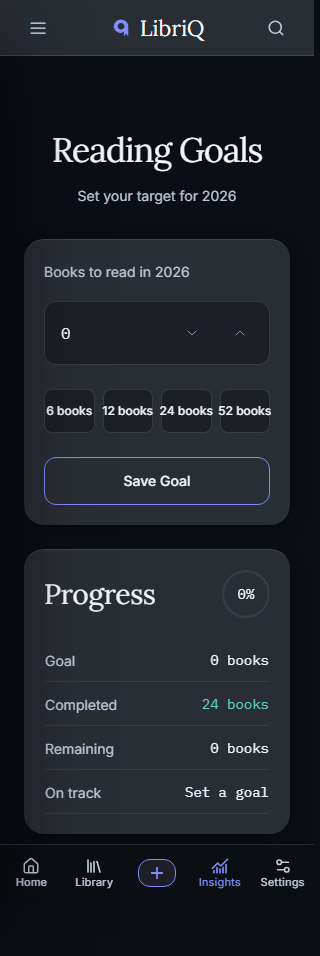 LibriQ
Reading Goals
Set your target for 2026
Books to read in 2026
0
6 books 12 books 24 books 52 books
Save Goal
Progress
0%
Goal 0 books
Completed 24 books
Remaining 0 books
On track Set a goal
Home Library Insights Settings